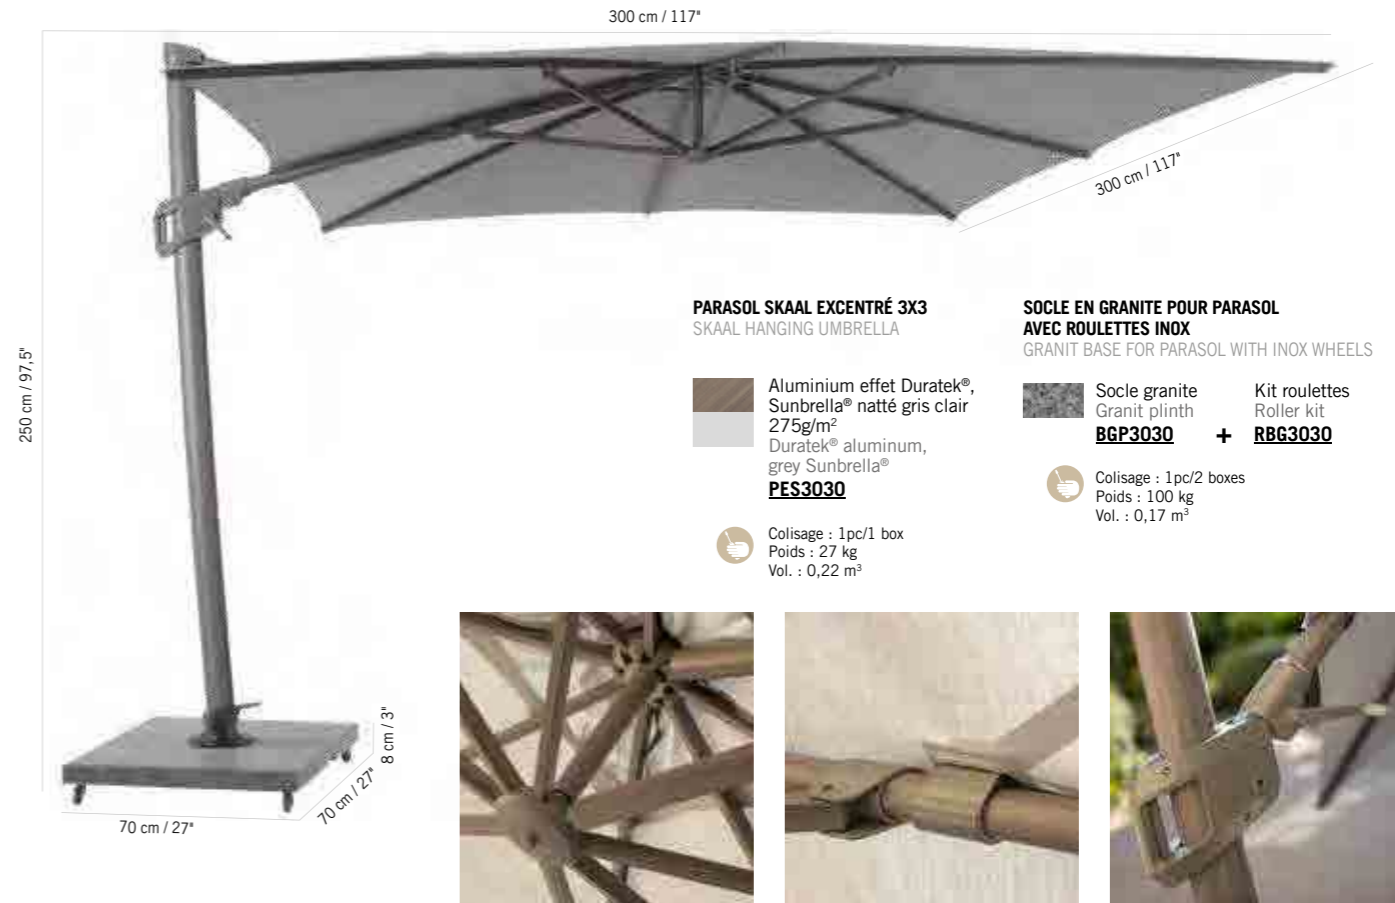 300 cm / 117"
300 cm / 117"
250 cm / 97,5"
PARASOL SKAAL EXCENTRÉ 3X3
SKAAL HANGING UMBRELLA
Aluminium effet Duratek®,
Sunbrella® natté gris clair
275g/m²
Duratek® aluminum,
grey Sunbrella®
PES3030
Colisage : 1pc/1 box
Poids : 27 kg
Vol. : 0,22 m³
SOCLE EN GRANITE POUR PARASOL
AVEC ROULETTES INOX
GRANIT BASE FOR PARASOL WITH INOX WHEELS
Socle granite
Granit plinth
BGP3030
+
Kit roulettes
Roller kit
RBG3030
Colisage : 1pc/2 boxes
Poids : 100 kg
Vol. : 0,17 m³
8 cm / 3"
70 cm / 27"
70 cm / 27"